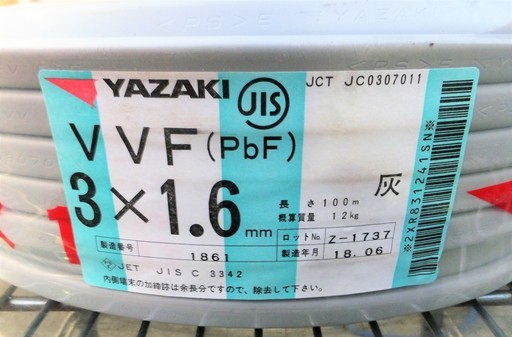 YAZAKI
JIS
JCT JC0307011
VVF(PbF)
3×1.6mm
灰
長さ 100m
概算質量 12kg
ロットNo. Z-1737
製造番号 1861
製造年月 18.06
JET JIS C 3342
内側端末の加締跡は余長分ですので、除去して下さい。
※2XR831241SN※